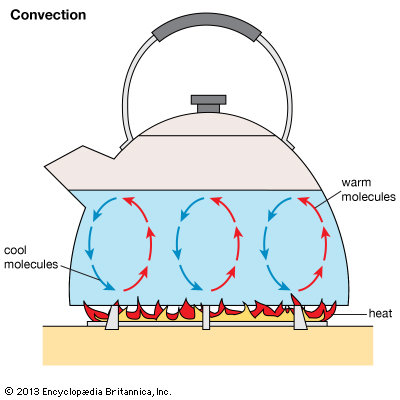 Convection
warm
molecules
cool
molecules
heat
© 2013 Encyclopædia Britannica, Inc.